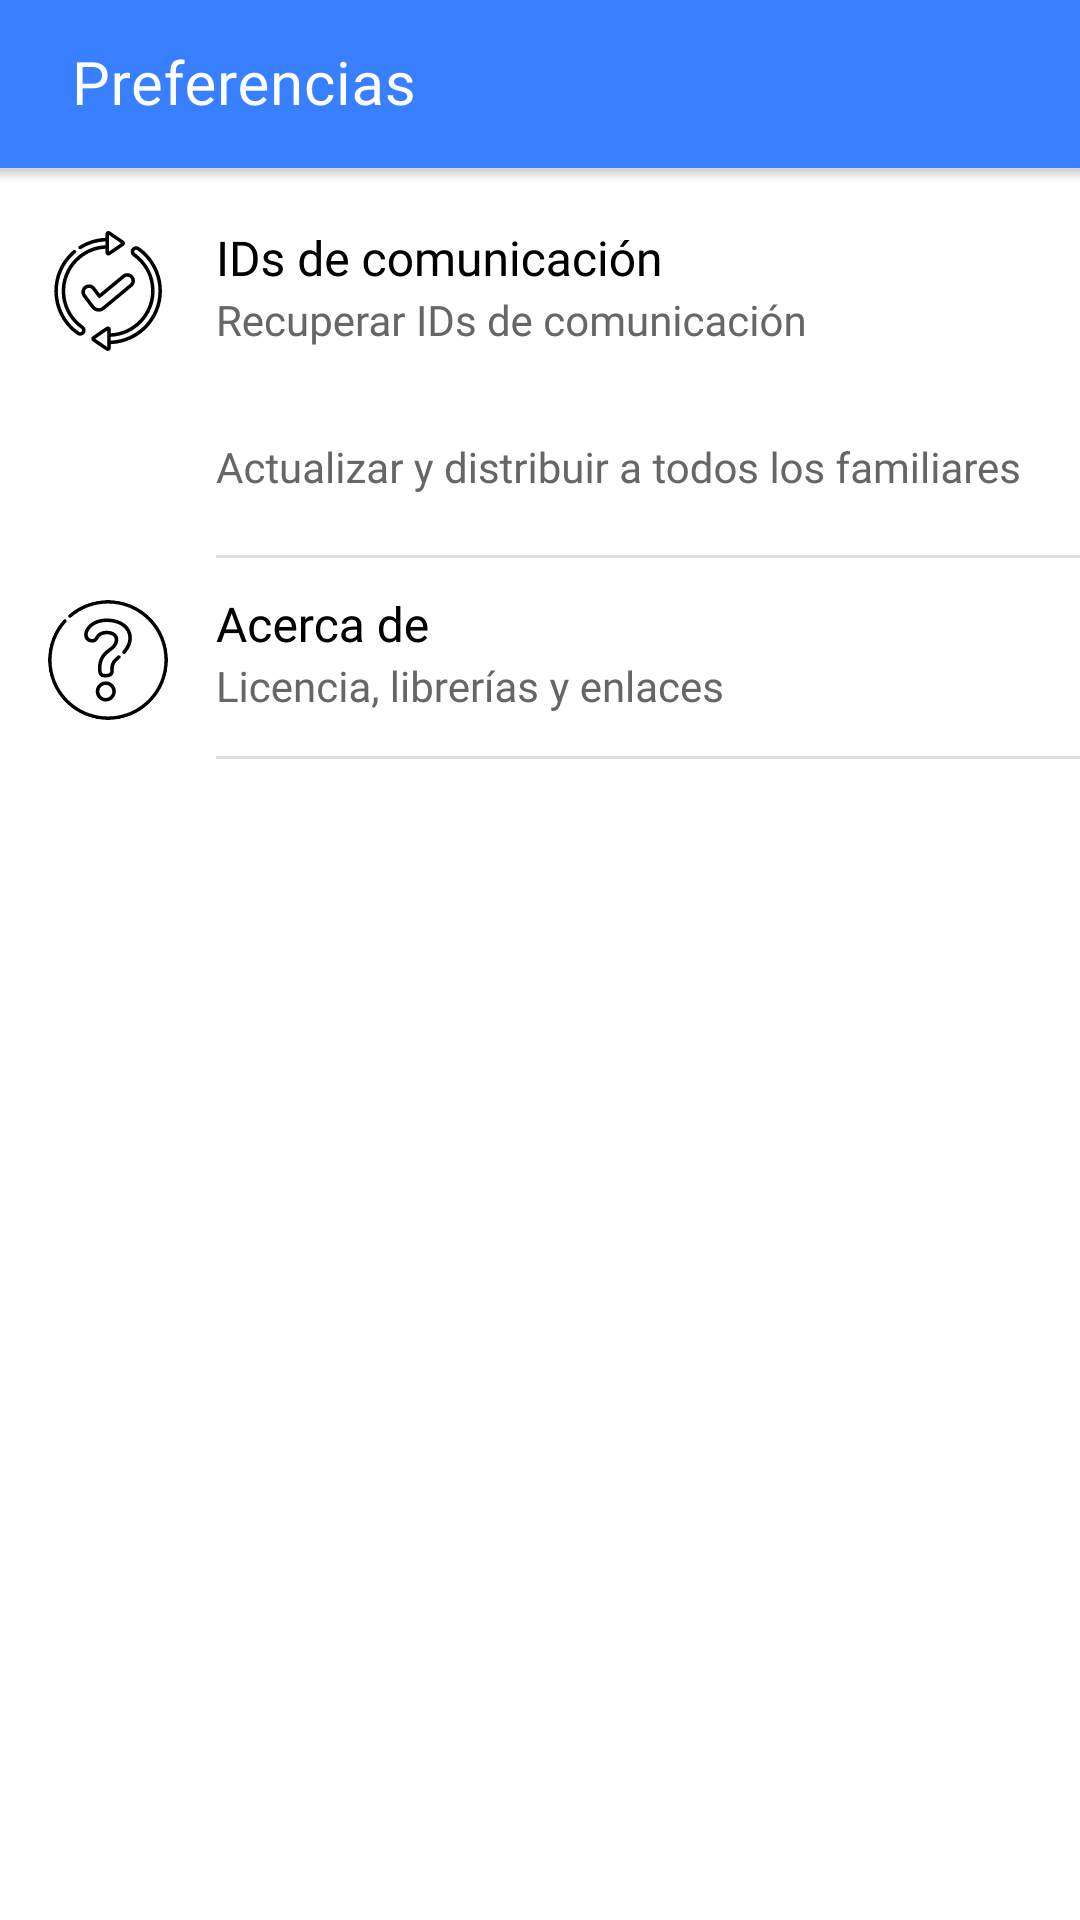 Preferencias
IDs de comunicación
Recuperar IDs de comunicación
Actualizar y distribuir a todos los familiares
Acerca de
Licencia, librerías y enlaces